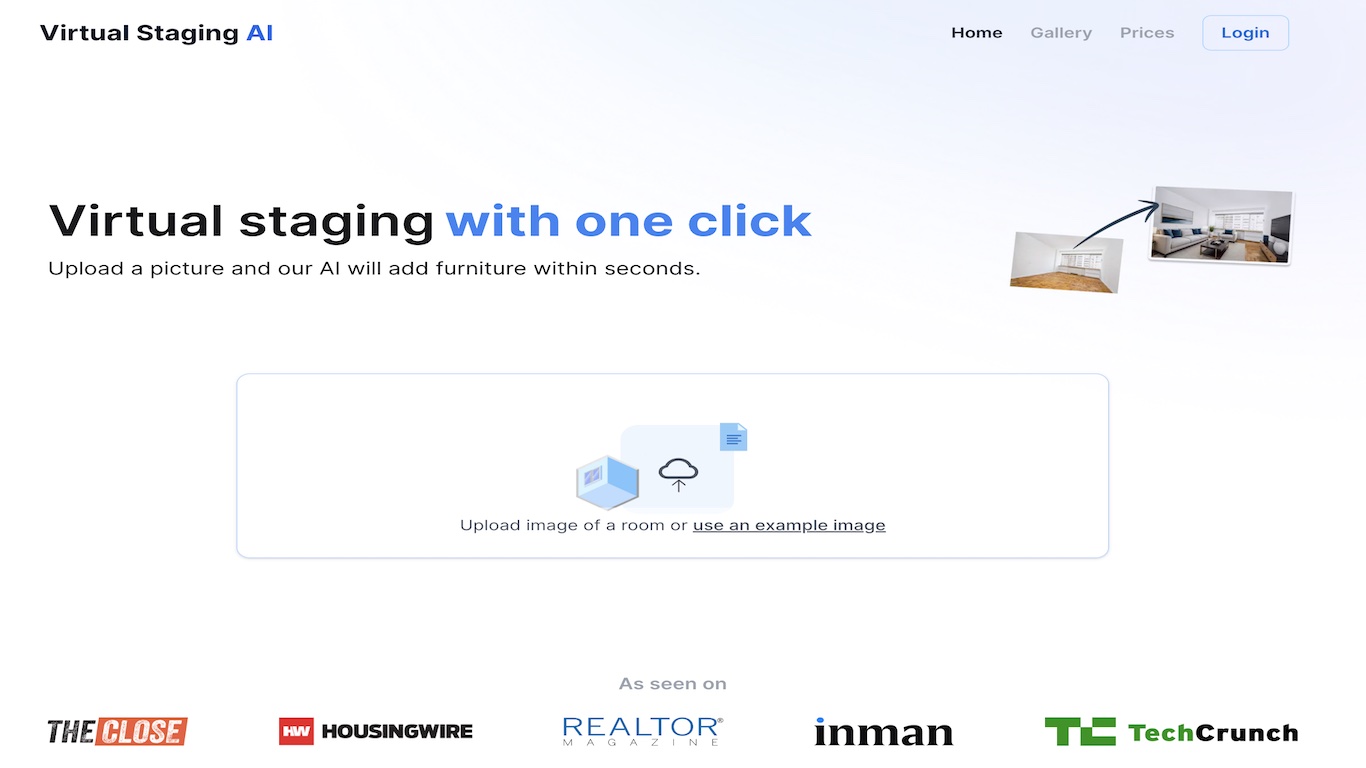 Virtual Staging AI
Home
Gallery
Prices
Login
Virtual staging with one click
Upload a picture and our AI will add furniture within seconds.
Upload image of a room or use an example image
As seen on
THE CLOSE
HW HOUSINGWIRE
REALTOR®
MAGAZINE
inman
TC TechCrunch